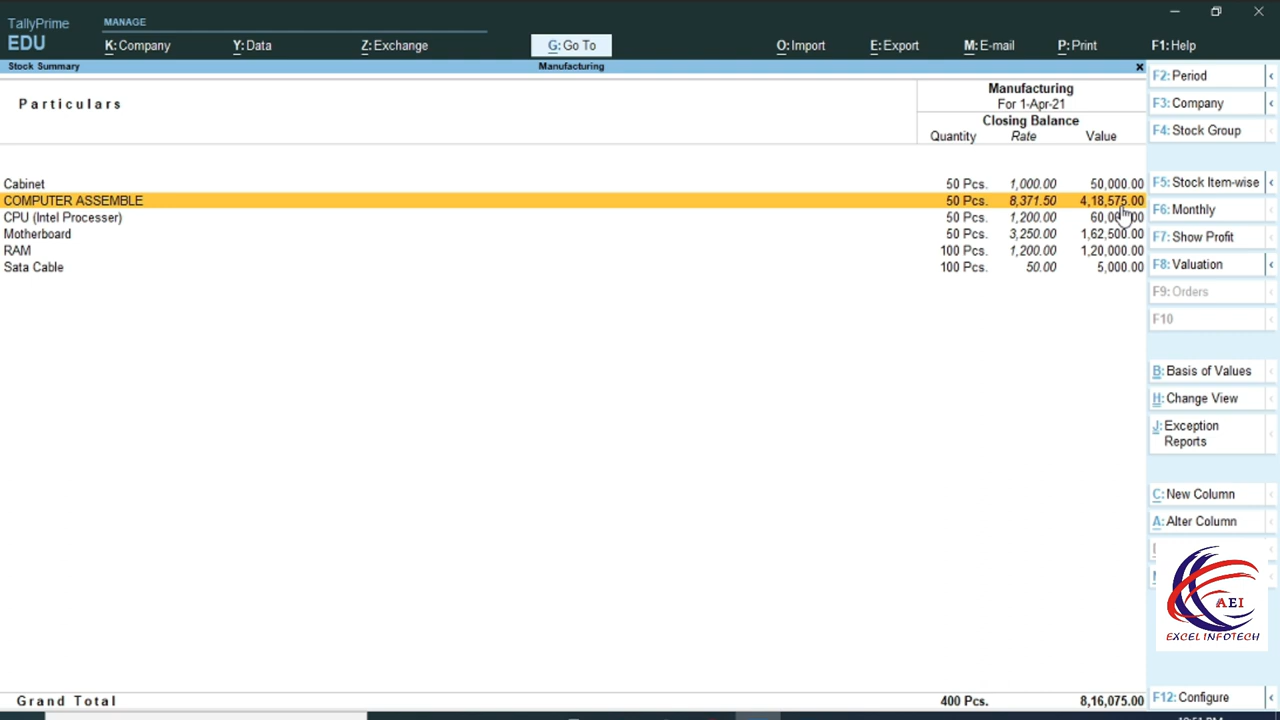 TallyPrime
EDU
MANAGE
K: Company
Y: Data
Z: Exchange
G: Go To
O: Import
E: Export
M: E-mail
P: Print
F1: Help
Stock Summary
Manufacturing
x
Particulars
Manufacturing
For 1-Apr-21
Closing Balance
Quantity Rate Value
Cabinet 50 Pcs. 1,000.00 50,000.00
COMPUTER ASSEMBLE 50 Pcs. 8,371.50 4,18,575.00
CPU (Intel Processer) 50 Pcs. 1,200.00 60,000.00
Motherboard 50 Pcs. 3,250.00 1,62,500.00
RAM 100 Pcs. 1,200.00 1,20,000.00
Sata Cable 100 Pcs. 50.00 5,000.00
Grand Total 400 Pcs. 8,16,075.00
F2: Period
F3: Company
F4: Stock Group
F5: Stock Item-wise
F6: Monthly
F7: Show Profit
F8: Valuation
F9: Orders
F10
B: Basis of Values
H: Change View
J: Exception
Reports
C: New Column
A: Alter Column
AEI
EXCEL INFOTECH
F12: Configure